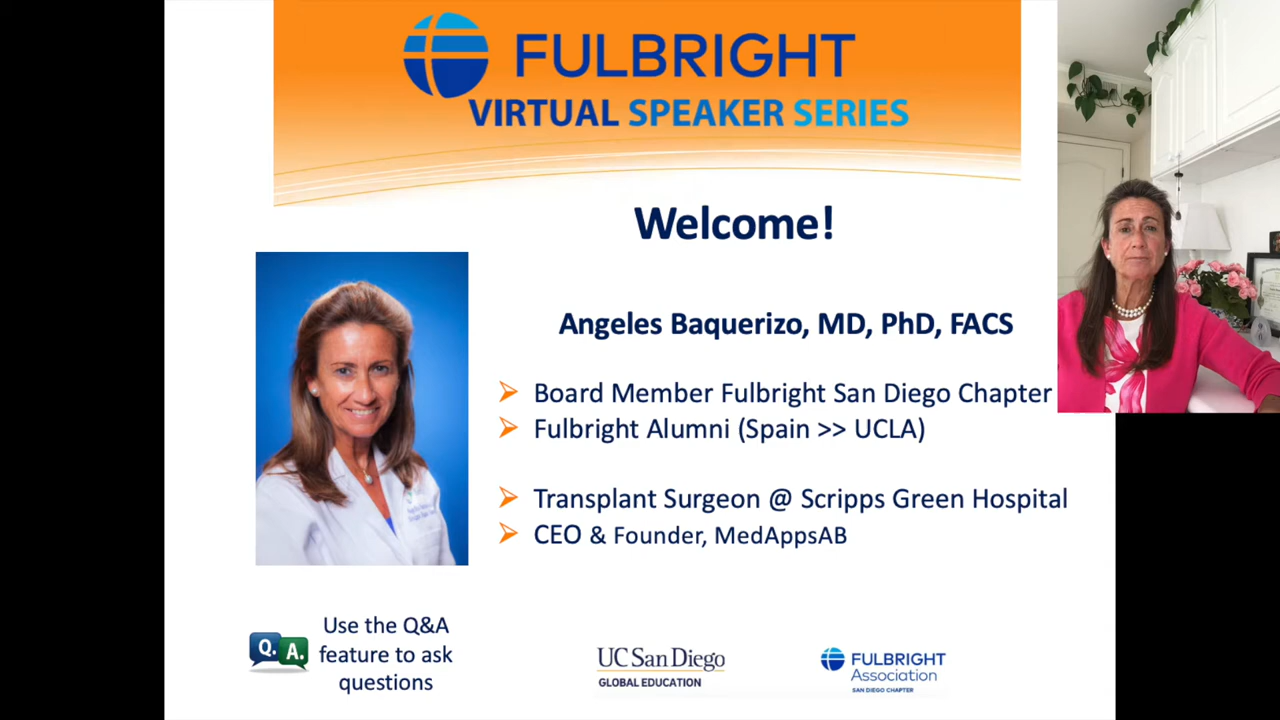 FULBRIGHT
VIRTUAL SPEAKER SERIES
Welcome!
Angeles Baquerizo, MD, PhD, FACS
Board Member Fulbright San Diego Chapter
Fulbright Alumni (Spain >> UCLA)
Transplant Surgeon @ Scripps Green Hospital
CEO & Founder, MedAppsAB
Q. A.
Use the Q&A
feature to ask
questions
UC San Diego
GLOBAL EDUCATION
FULBRIGHT
Association
SAN DIEGO CHAPTER